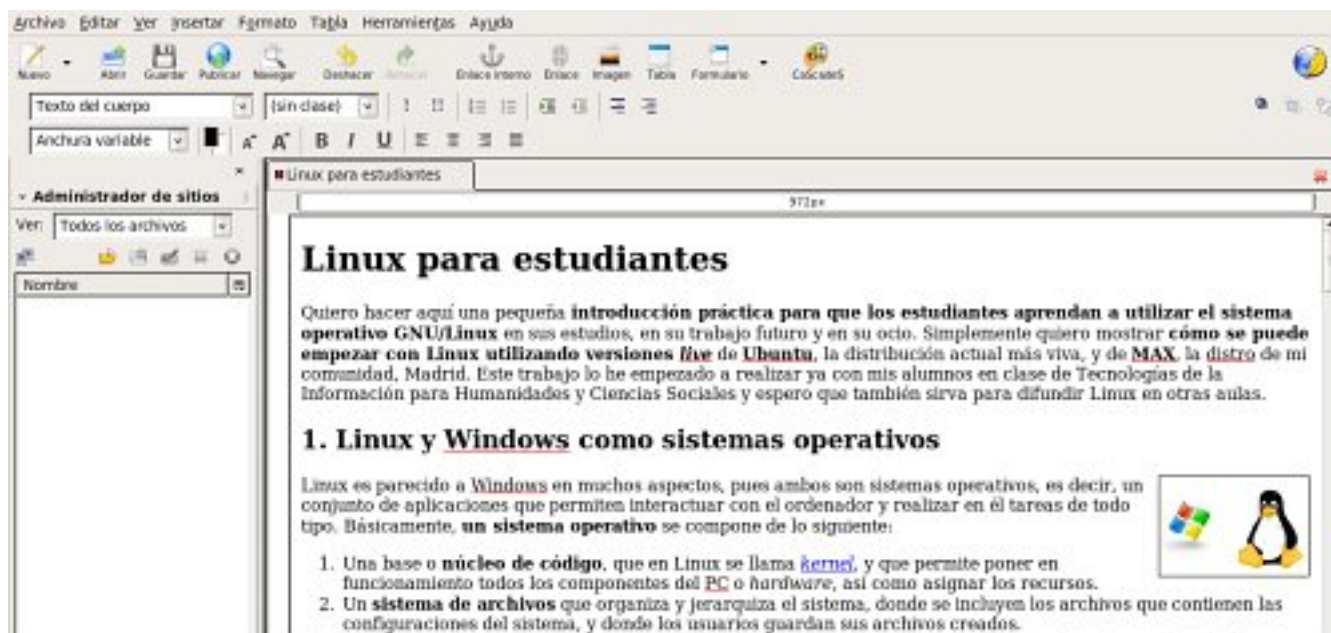 Archivo Editar Ver Insertar Formato Tabla Herramientas Ayuda
Nuevo Abrir Guardar Publicar Navegar Deshacer Rehacer Enlace interno Enlace Imagen Tabla Formulario CaScadeS
Texto del cuerpo (sin clase)
Anchura variable A A B I U
Linux para estudiantes
Administrador de sitios
972px
Ver: Todos los archivos
Nombre
Linux para estudiantes
Quiero hacer aquí una pequeña introducción práctica para que los estudiantes aprendan a utilizar el sistema
operativo GNU/Linux en sus estudios, en su trabajo futuro y en su ocio. Simplemente quiero mostrar cómo se puede
empezar con Linux utilizando versiones live de Ubuntu, la distribución actual más viva, y de MAX, la distro de mi
comunidad, Madrid. Este trabajo lo he empezado a realizar ya con mis alumnos en clase de Tecnologías de la
Información para Humanidades y Ciencias Sociales y espero que también sirva para difundir Linux en otras aulas.
1. Linux y Windows como sistemas operativos
Linux es parecido a Windows en muchos aspectos, pues ambos son sistemas operativos, es decir, un
conjunto de aplicaciones que permiten interactuar con el ordenador y realizar en él tareas de todo
tipo. Básicamente, un sistema operativo se compone de lo siguiente:
1. Una base o núcleo de código, que en Linux se llama kernel, y que permite poner en
funcionamiento todos los componentes del PC o hardware, así como asignar los recursos.
2. Un sistema de archivos que organiza y jerarquiza el sistema, donde se incluyen los archivos que contienen las
configuraciones del sistema, y donde los usuarios guardan sus archivos creados.